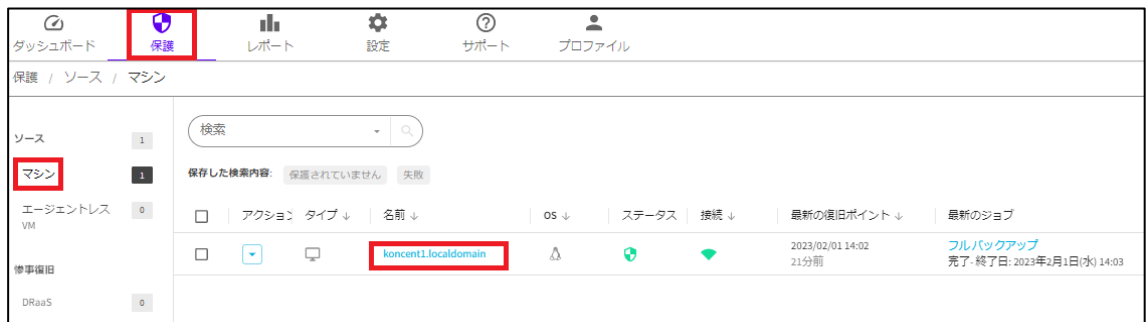 ダッシュボード 保護 レポート 設定 サポート プロファイル
保護 / ソース / マシン
ソース 1
マシン 1
エージェントレス 0
VM
惨事復旧
DRaaS 0
検索
保存した検索内容: 保護されていません 失敗
アクション タイプ ↓ 名前 ↓ OS ↓ ステータス 接続 ↓ 最新の復旧ポイント ↓ 最新のジョブ
koncent1.localdomain 2023/02/01 14:02 フル バックアップ
21分前 完了 - 終了日: 2023年2月1日(水) 14:03